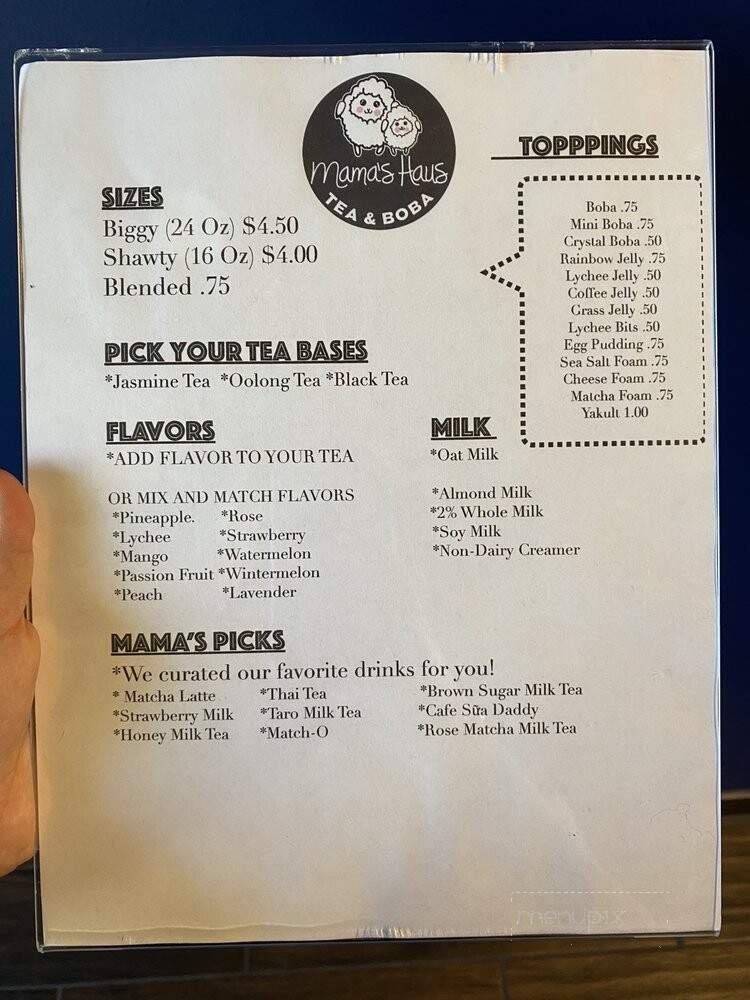 Mama's Haus
TEA & BOBA
SIZES
Biggy (24 Oz) $4.50
Shawty (16 Oz) $4.00
Blended .75
TOPPPINGS
Boba .75
Mini Boba .75
Crystal Boba .50
Rainbow Jelly .75
Lychee Jelly .50
Coffee Jelly .50
Grass Jelly .50
Lychee Bits .50
Egg Pudding .75
Sea Salt Foam .75
Cheese Foam .75
Matcha Foam .75
Yakult 1.00
PICK YOUR TEA BASES
*Jasmine Tea *Oolong Tea *Black Tea
FLAVORS
*ADD FLAVOR TO YOUR TEA
OR MIX AND MATCH FLAVORS
*Pineapple. *Rose
*Lychee *Strawberry
*Mango *Watermelon
*Passion Fruit *Wintermelon
*Peach *Lavender
MILK
*Oat Milk
*Almond Milk
*2% Whole Milk
*Soy Milk
*Non-Dairy Creamer
MAMA'S PICKS
*We curated our favorite drinks for you!
* Matcha Latte *Thai Tea *Brown Sugar Milk Tea
*Strawberry Milk *Taro Milk Tea *Cafe Sữa Daddy
*Honey Milk Tea *Match-O *Rose Matcha Milk Tea
menupix